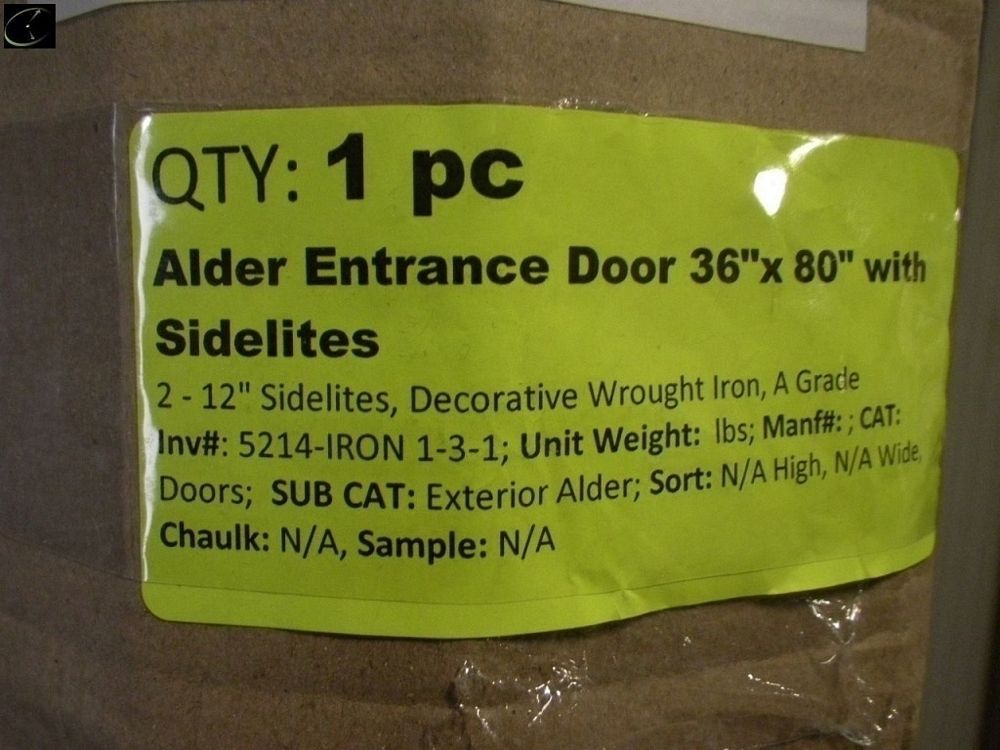 QTY: 1 pc
Alder Entrance Door 36"x 80" with
Sidelites
2 - 12" Sidelites, Decorative Wrought Iron, A Grade
Inv#: 5214-IRON 1-3-1; Unit Weight: lbs; Manf#: ; CAT:
Doors; SUB CAT: Exterior Alder; Sort: N/A High, N/A Wide,
Chaulk: N/A, Sample: N/A